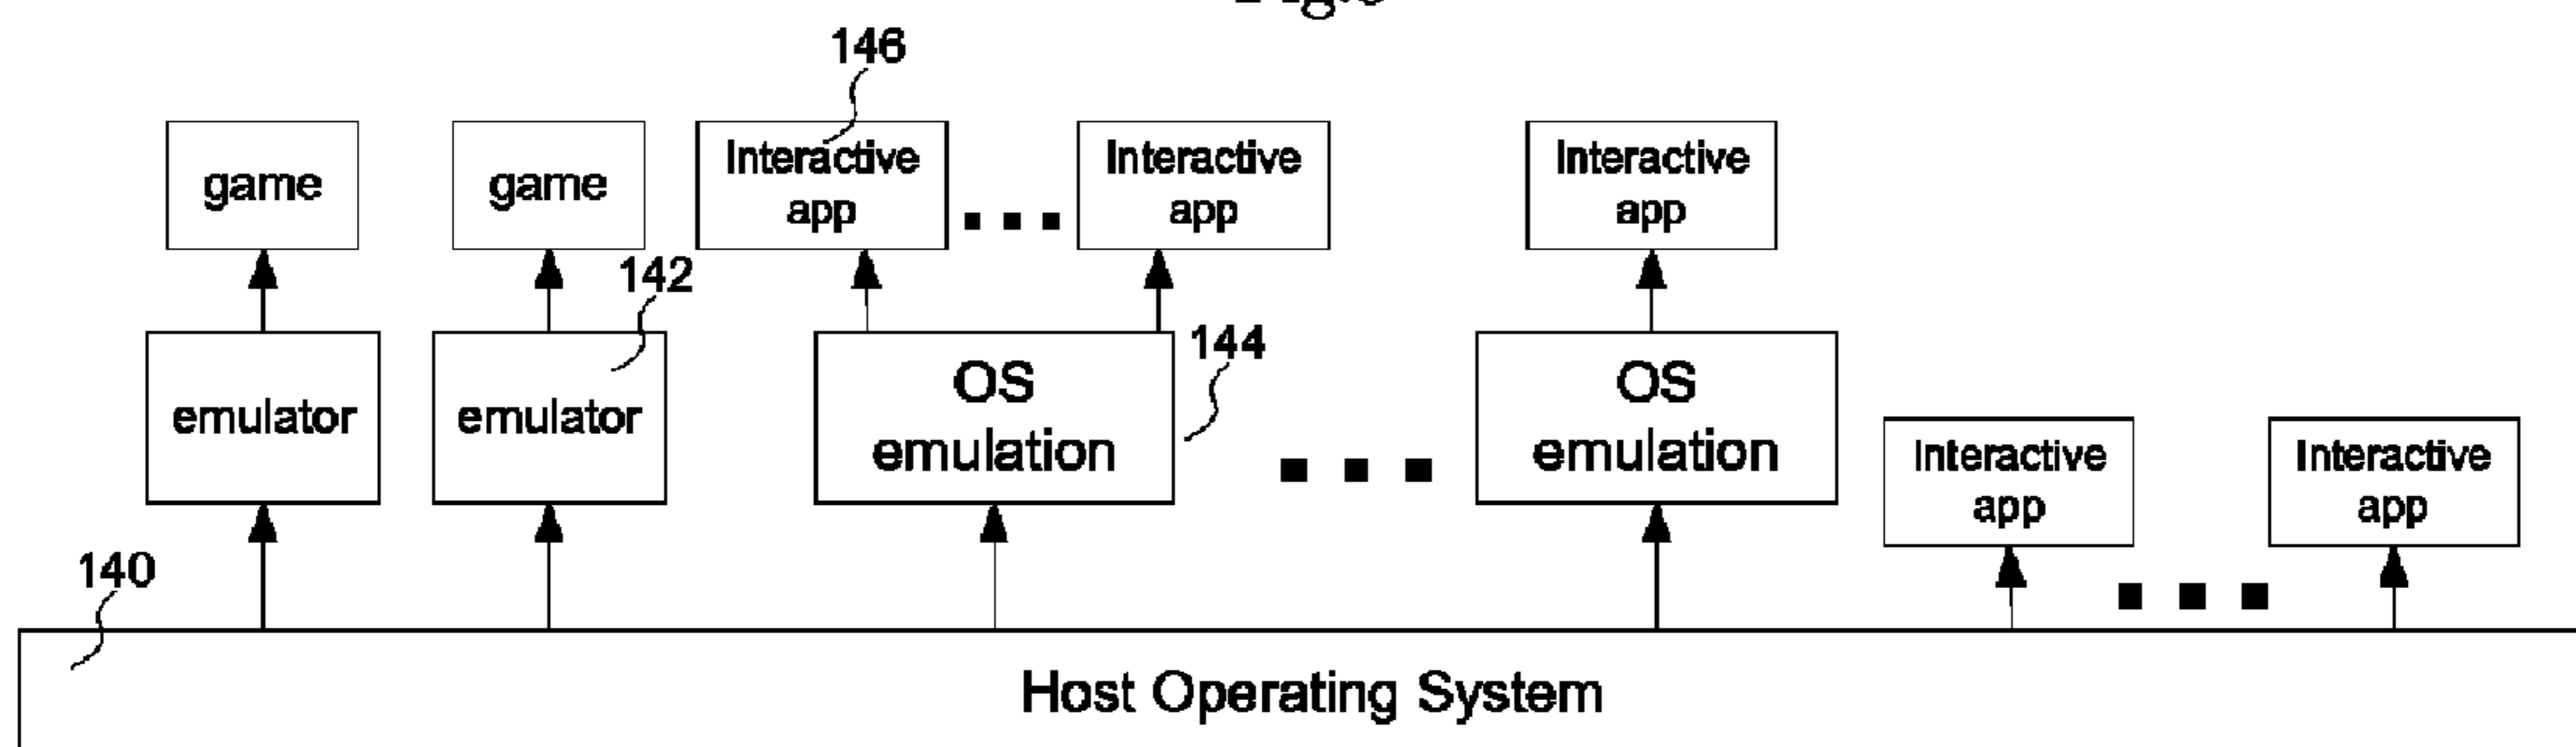 146
game
game
Interactive
app
Interactive
app
Interactive
app
142
144
emulator
emulator
OS
emulation
OS
emulation
Interactive
app
Interactive
app
140
Host Operating System